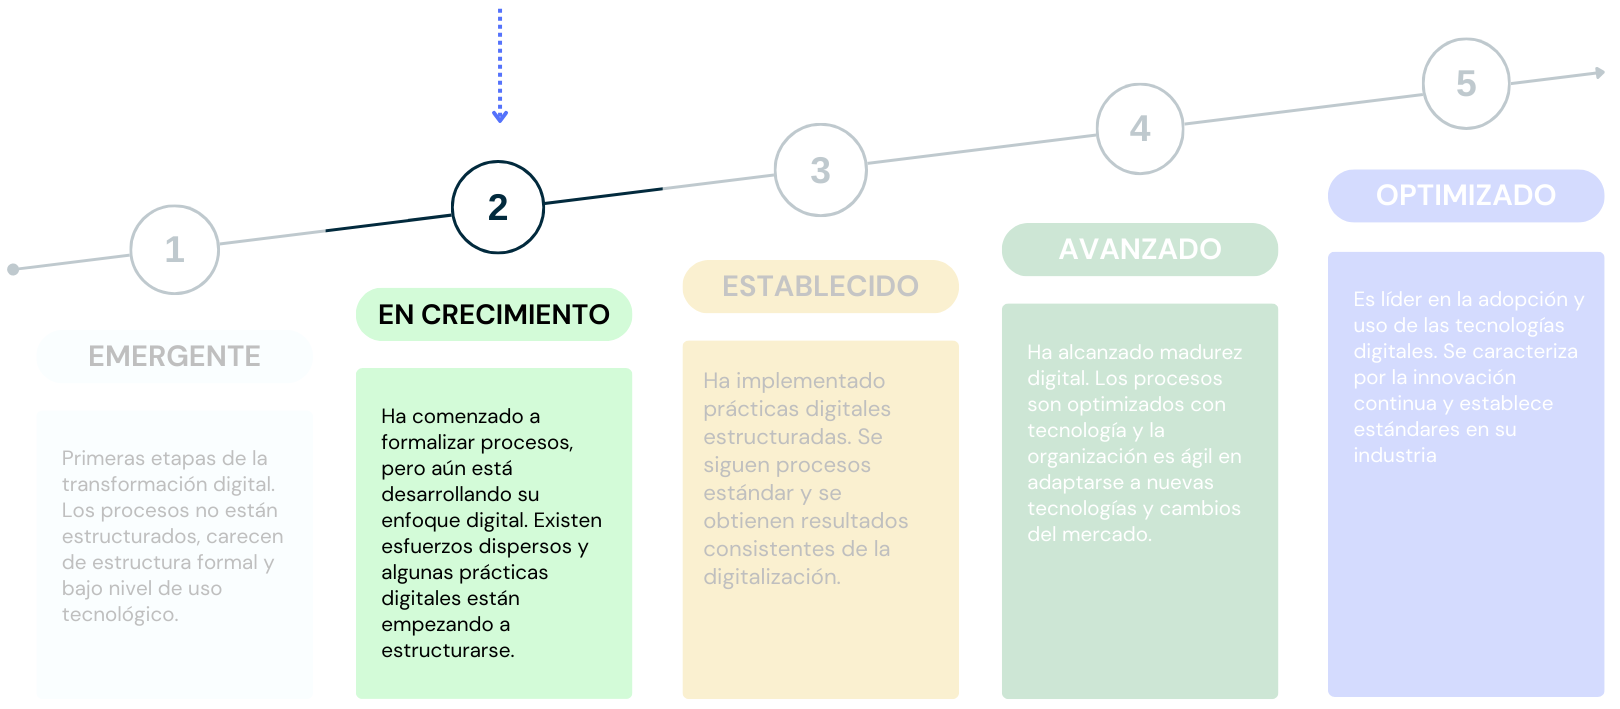 1
EMERGENTE
Primeras etapas de la
transformación digital.
Los procesos no están
estructurados, carecen
de estructura formal y
bajo nivel de uso
tecnológico.
2
EN CRECIMIENTO
Ha comenzado a
formalizar procesos,
pero aún está
desarrollando su
enfoque digital. Existen
esfuerzos dispersos y
algunas prácticas
digitales están
empezando a
estructurarse.
3
ESTABLECIDO
Ha implementado
prácticas digitales
estructuradas. Se
siguen procesos
estándar y se
obtienen resultados
consistentes de la
digitalización.
4
AVANZADO
Ha alcanzado madurez
digital. Los procesos
son optimizados con
tecnología y la
organización es ágil en
adaptarse a nuevas
tecnologías y cambios
del mercado.
5
OPTIMIZADO
Es líder en la adopción y
uso de las tecnologías
digitales. Se caracteriza
por la innovación
continua y establece
estándares en su
industria